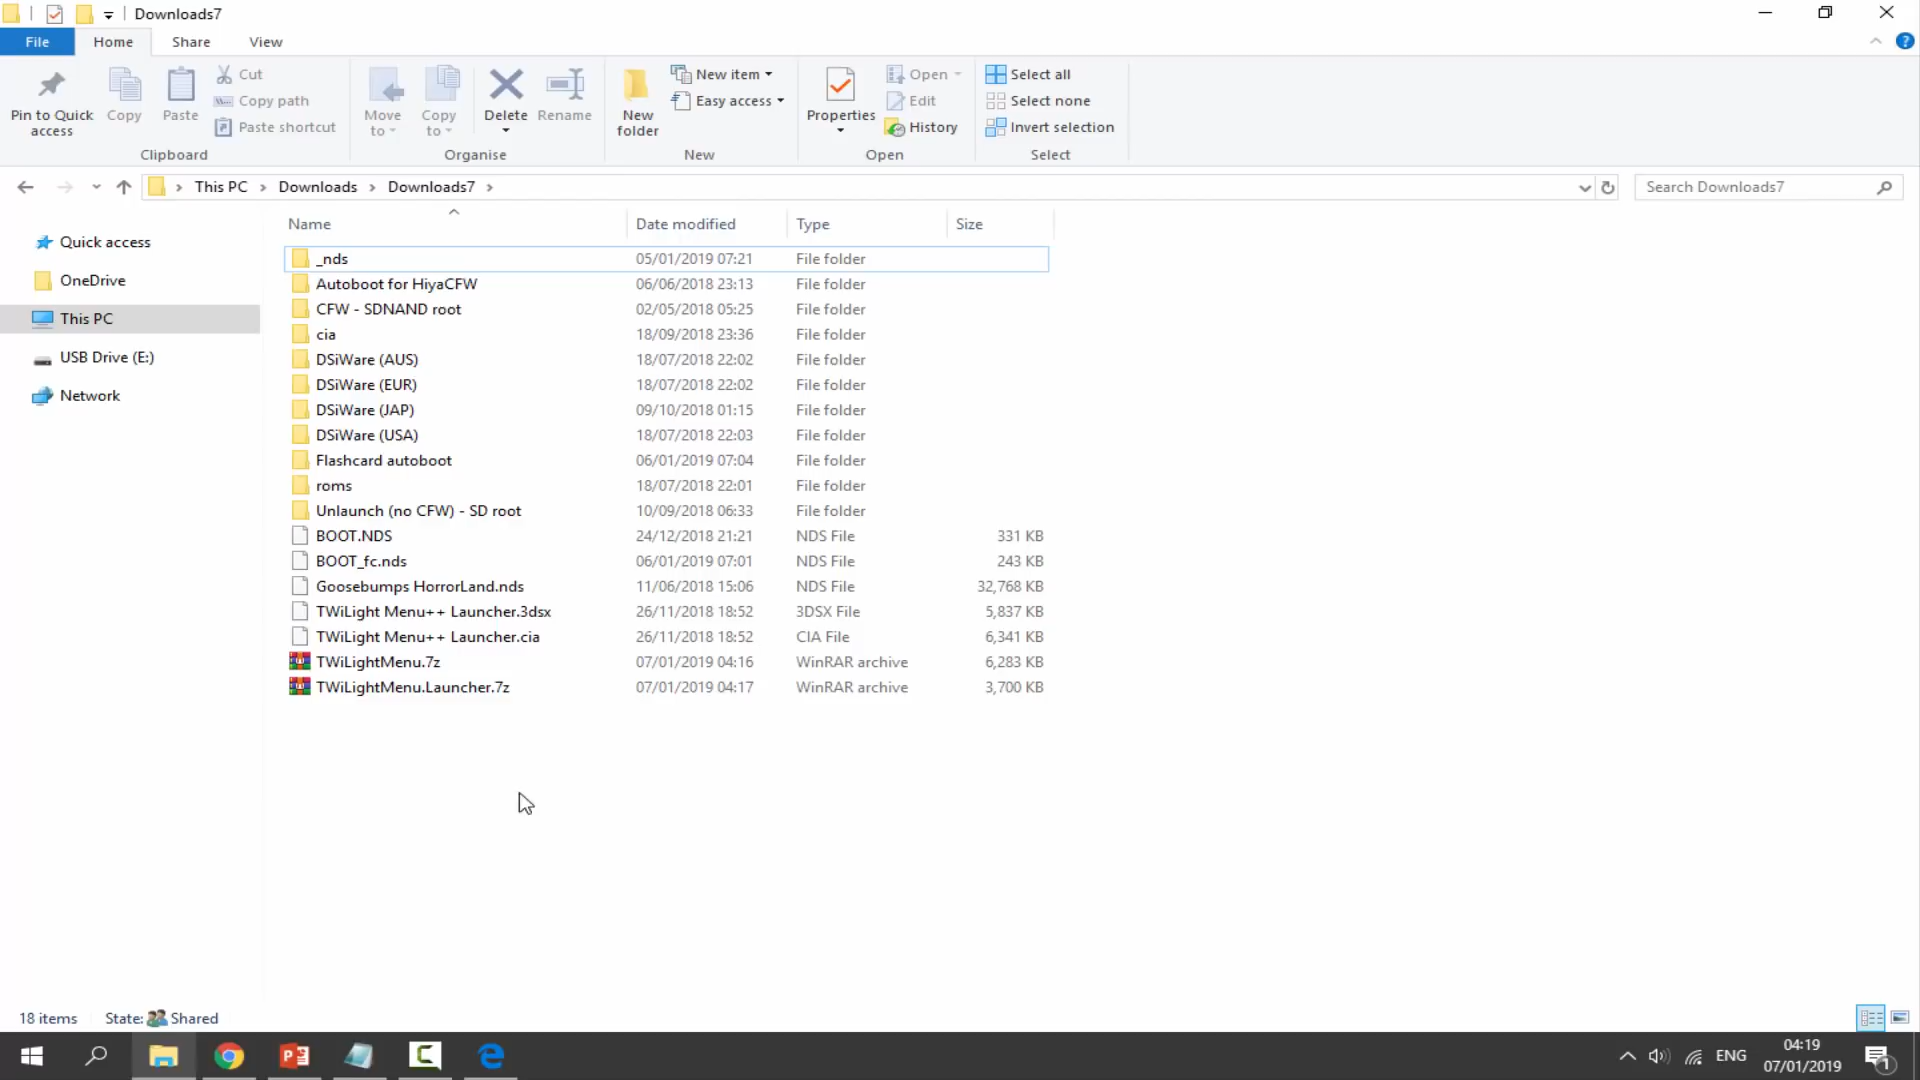 Downloads7
File Home Share View
Pin to Quick access
Copy
Paste
Cut
Copy path
Paste shortcut
Clipboard
Move to
Copy to
Delete
Rename
Organise
New folder
New item
Easy access
New
Properties
Open
Edit
History
Open
Select all
Select none
Invert selection
Select
This PC Downloads Downloads7
Search Downloads7
Quick access
OneDrive
This PC
USB Drive (E:)
Network
Name Date modified Type Size
_nds 05/01/2019 07:21 File folder
Autoboot for HiyaCFW 06/06/2018 23:13 File folder
CFW - SDNAND root 02/05/2018 05:25 File folder
cia 18/09/2018 23:36 File folder
DSiWare (AUS) 18/07/2018 22:02 File folder
DSiWare (EUR) 18/07/2018 22:02 File folder
DSiWare (JAP) 09/10/2018 01:15 File folder
DSiWare (USA) 18/07/2018 22:03 File folder
Flashcard autoboot 06/01/2019 07:04 File folder
roms 18/07/2018 22:01 File folder
Unlaunch (no CFW) - SD root 10/09/2018 06:33 File folder
BOOT.NDS 24/12/2018 21:21 NDS File 331 KB
BOOT_fc.nds 06/01/2019 07:01 NDS File 243 KB
Goosebumps HorrorLand.nds 11/06/2018 15:06 NDS File 32,768 KB
TWiLight Menu++ Launcher.3dsx 26/11/2018 18:52 3DSX File 5,837 KB
TWiLight Menu++ Launcher.cia 26/11/2018 18:52 CIA File 6,341 KB
TWiLightMenu.7z 07/01/2019 04:16 WinRAR archive 6,283 KB
TWiLightMenu.Launcher.7z 07/01/2019 04:17 WinRAR archive 3,700 KB
18 items State: Shared
ENG
04:19
07/01/2019
1